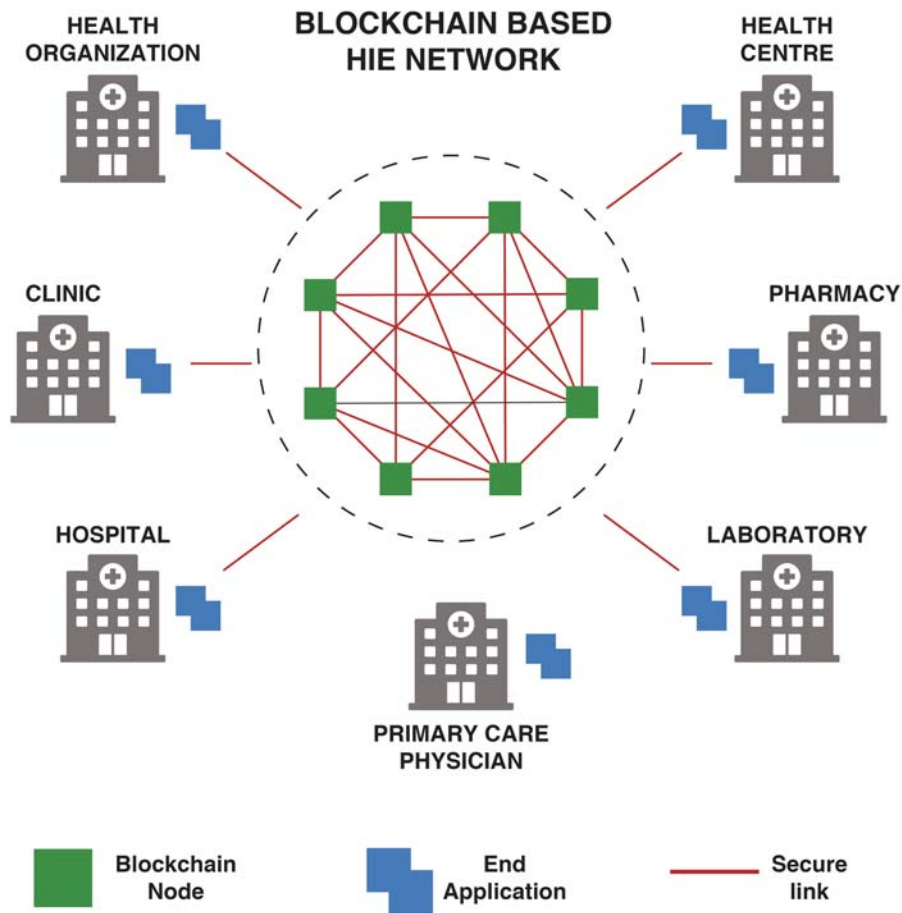 BLOCKCHAIN BASED
HIE NETWORK
HEALTH
ORGANIZATION
HEALTH
CENTRE
CLINIC
PHARMACY
HOSPITAL
LABORATORY
PRIMARY CARE
PHYSICIAN
Blockchain
Node
End
Application
Secure
link